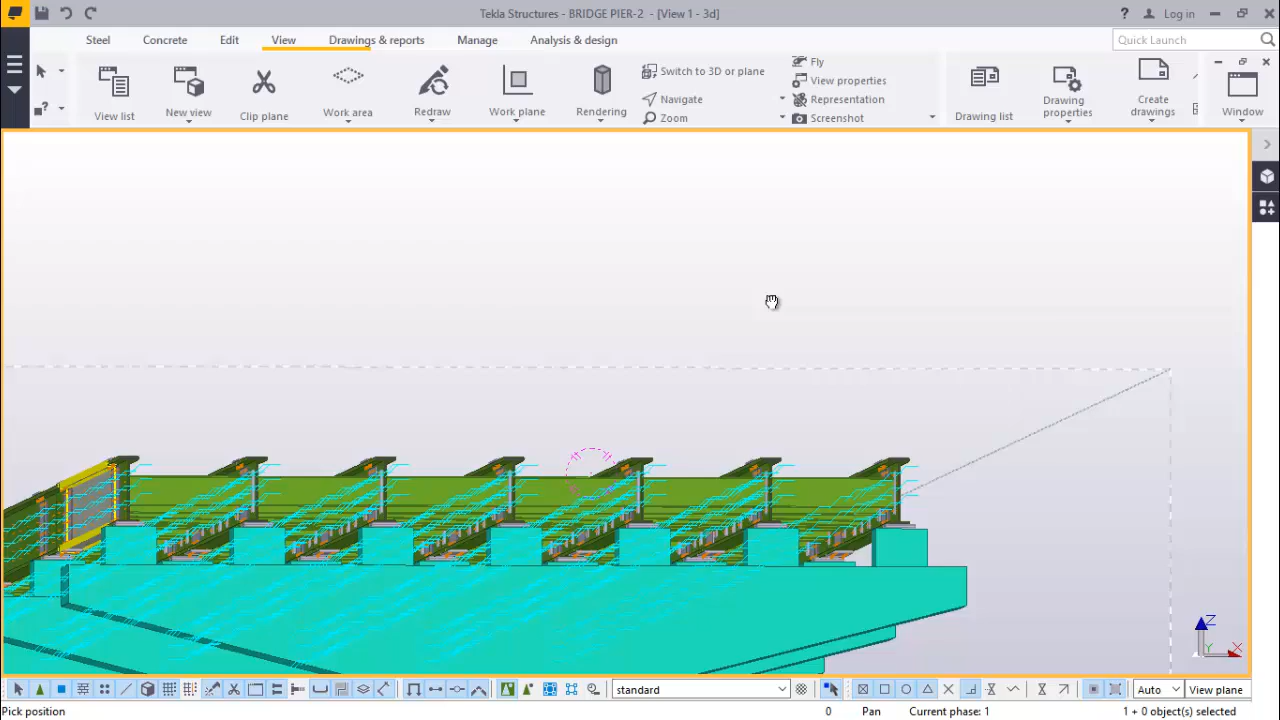 Tekla Structures - BRIDGE PIER-2 - [View 1 - 3d]
? Log in
Steel Concrete Edit View Drawings & reports Manage Analysis & design
Quick Launch
View list
New view
Clip plane
Work area
Redraw
Work plane
Rendering
Switch to 3D or plane
Navigate
Zoom
Fly
View properties
Representation
Screenshot
Drawing list
Drawing properties
Create drawings
Window
Z
Y
X
standard
Auto
View plane
Pick position
0
Pan
Current phase: 1
1 + 0 object(s) selected